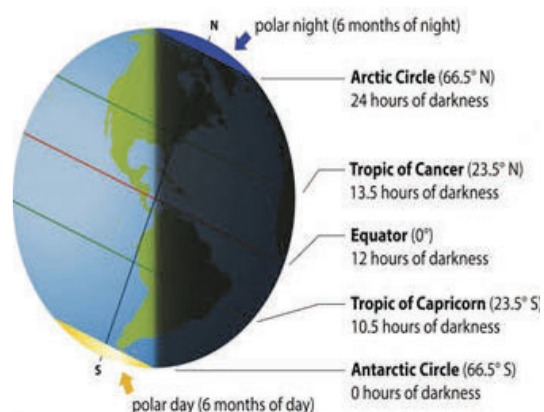 N
polar night (6 months of night)
Arctic Circle (66.5° N)
24 hours of darkness
Tropic of Cancer (23.5° N)
13.5 hours of darkness
Equator (0°)
12 hours of darkness
Tropic of Capricorn (23.5° S)
10.5 hours of darkness
Antarctic Circle (66.5° S)
0 hours of darkness
S
polar day (6 months of day)